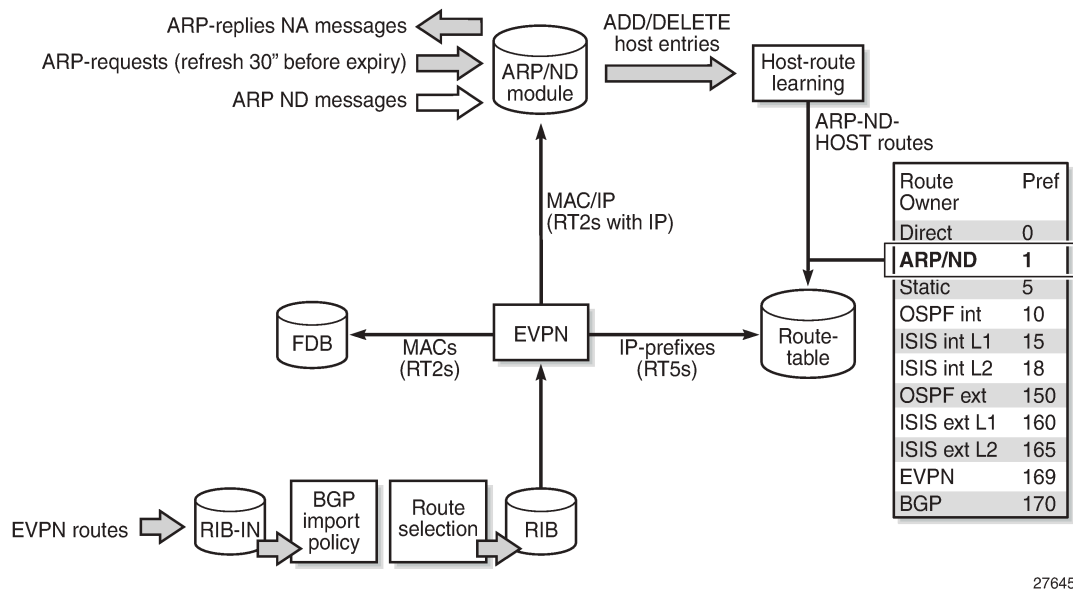 ARP-replies NA messages
ARP-requests (refresh 30” before expiry)
ARP ND messages
ARP/ND
module
ADD/DELETE
host entries
Host-route
learning
ARP-ND-
HOST routes
MAC/IP
(RT2s with IP)
FDB
MACs
(RT2s)
EVPN
IP-prefixes
(RT5s)
Route-
table
Route Pref
Owner
Direct 0
ARP/ND 1
Static 5
OSPF int 10
ISIS int L1 15
ISIS int L2 18
OSPF ext 150
ISIS ext L1 160
ISIS ext L2 165
EVPN 169
BGP 170
EVPN routes
RIB-IN
BGP
import
policy
Route
selection
RIB
27645